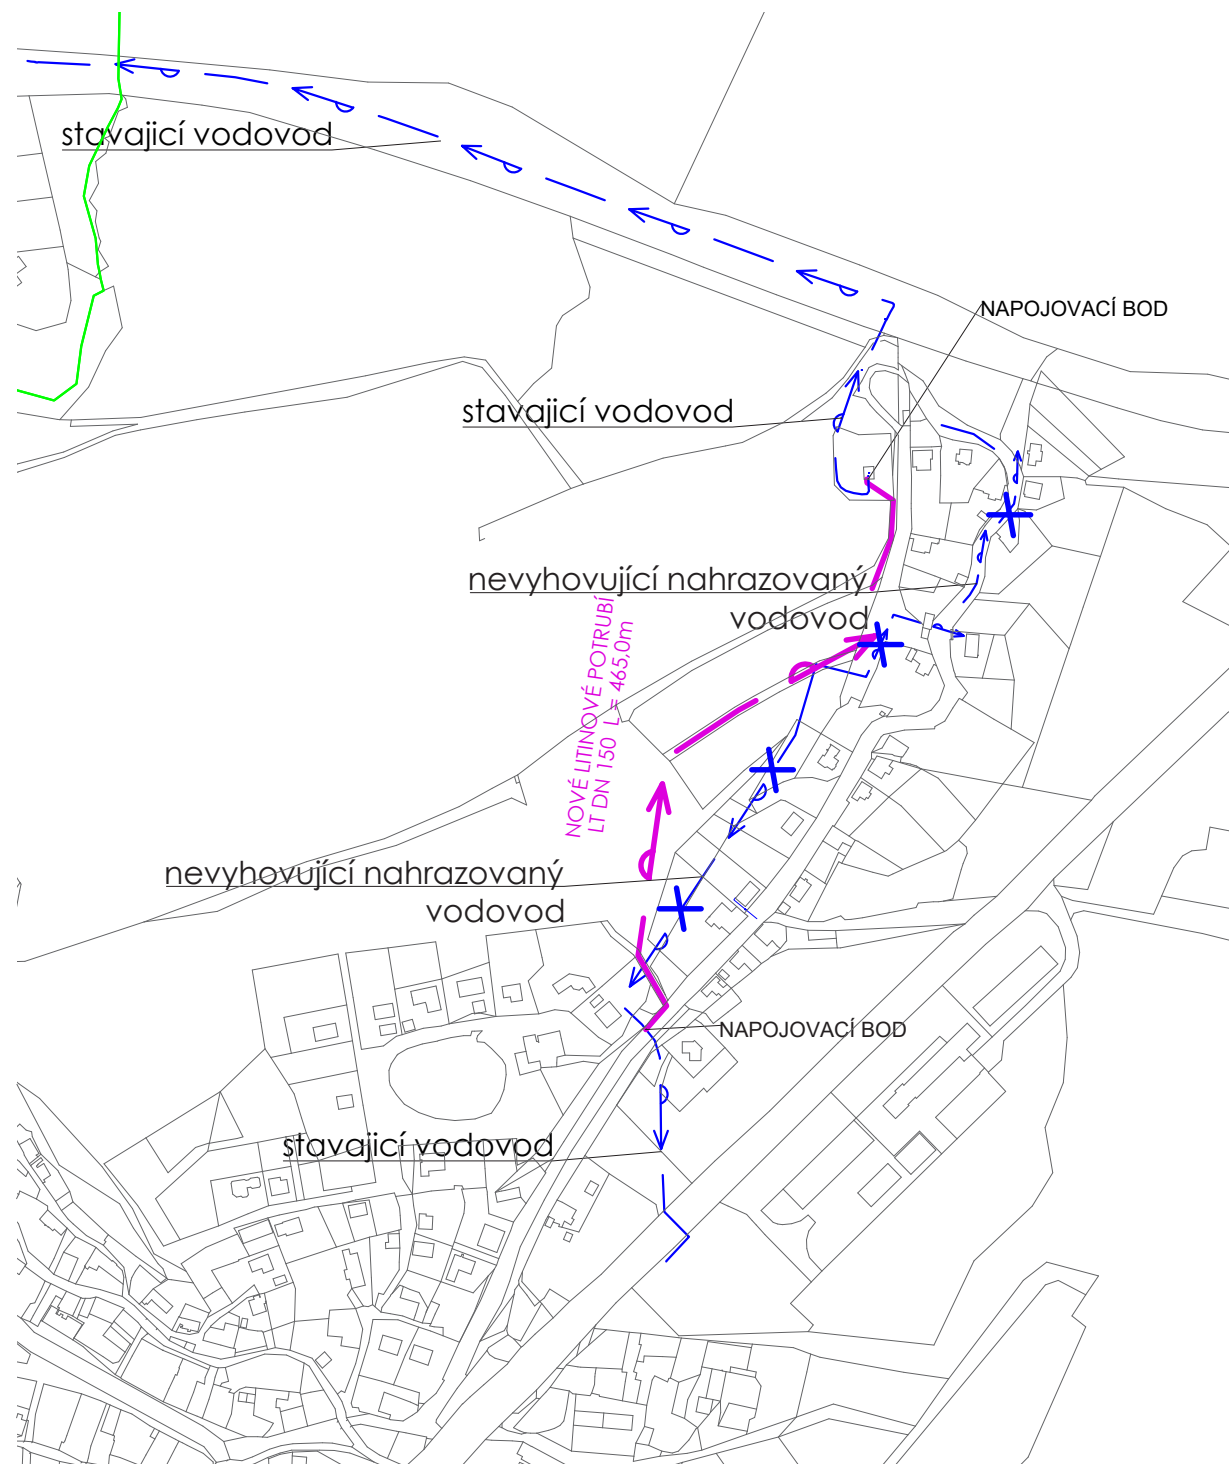 stavajicí vodovod
NAPOJOVACÍ BOD
stavajicí vodovod
nevyhovující nahrazovaný
vodovod
NOVÉ LITINOVÉ POTRUBÍ
LT DN 150 L = 465,0m
nevyhovující nahrazovaný
vodovod
NAPOJOVACÍ BOD
stavajicí vodovod